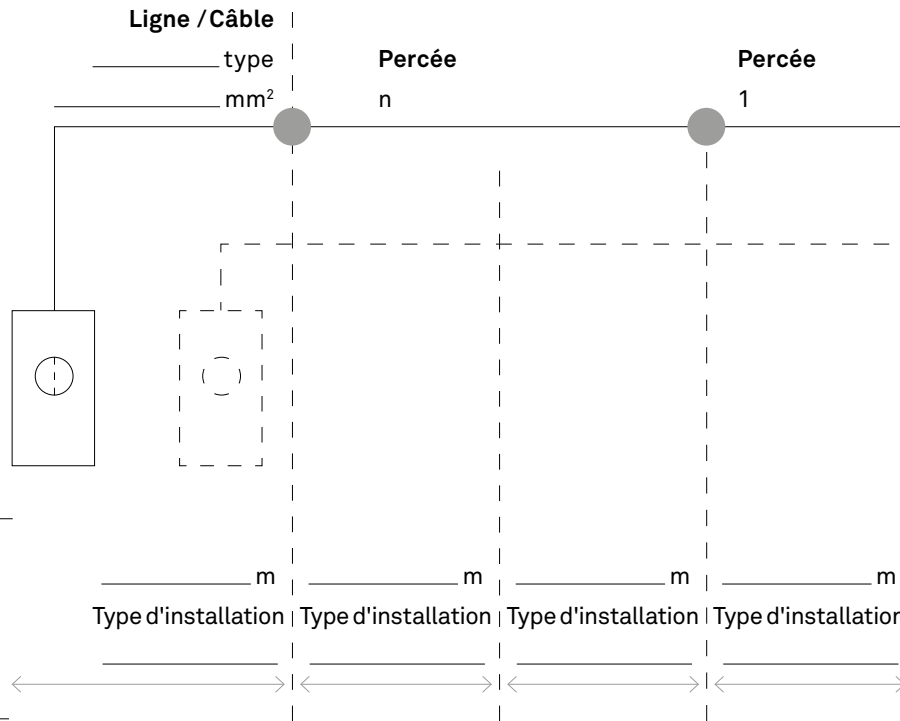 Ligne / Câble
type
Percée
Percée
mm²
n
1
m
m
m
m
Type d'installation
Type d'installation
Type d'installation
Type d'installation